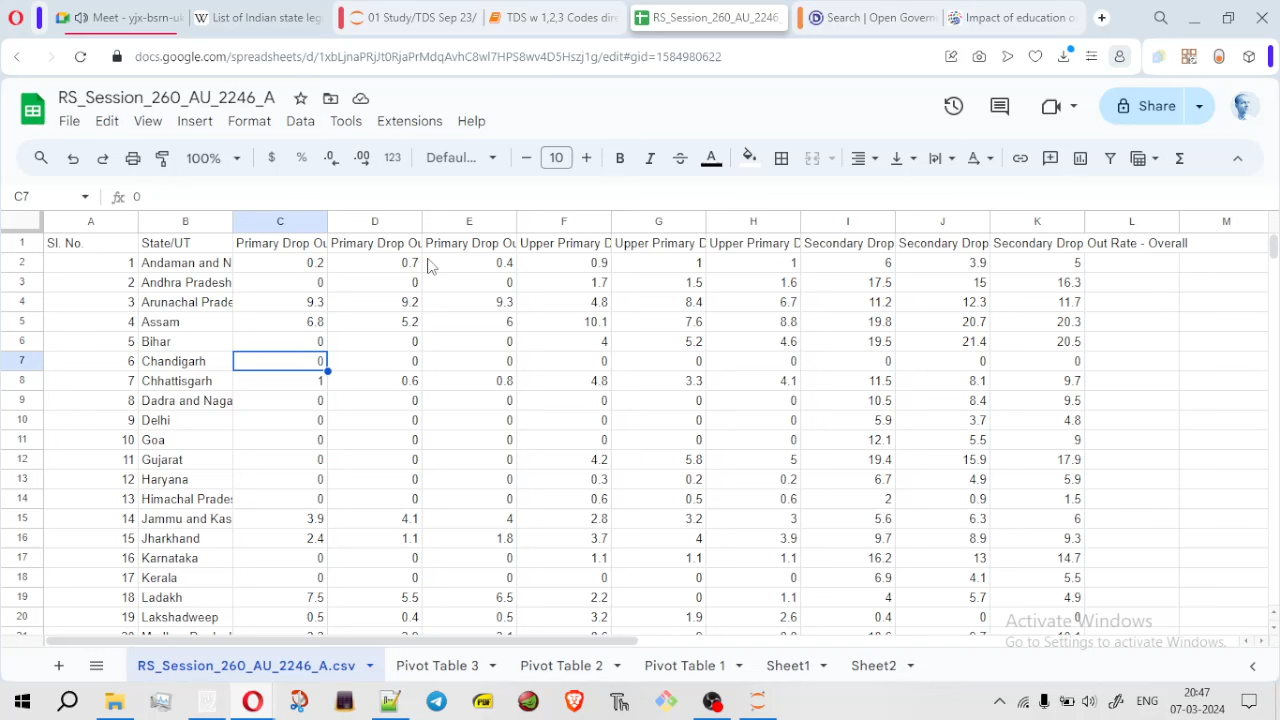 Meet - yjx-bsrn-uk
List of Indian state leg
01 Study/TDS Sep 23/
TDS w 1,2,3 Codes dire
RS_Session_260_AU_2246_
Search | Open Govern
Impact of education o
docs.google.com/spreadsheets/d/1xbLjnaPRiJt0RjaPrMdqAvhC8wl7HPS8wv4D5Hszj1g/edit#gid=1584980622
RS_Session_260_AU_2246_A
Share
File Edit View Insert Format Data Tools Extensions Help
100% $ % .0 .00 123 Defaul... 10 B I A
C7 fx 0
A B C D E F G H I J K L M
1 Sl. No. State/UT Primary Drop Ou Primary Drop Ou Primary Drop Ou Upper Primary D Upper Primary D Upper Primary D Secondary Drop Secondary Drop Secondary Drop Out Rate - Overall
2 1 Andaman and N 0.2 0.7 0.4 0.9 1 1 6 3.9 5
3 2 Andhra Pradesh 0 0 0 1.7 1.5 1.6 17.5 15 16.3
4 3 Arunachal Prade 9.3 9.2 9.3 4.8 8.4 6.7 11.2 12.3 11.7
5 4 Assam 6.8 5.2 6 10.1 7.6 8.8 19.8 20.7 20.3
6 5 Bihar 0 0 0 4 5.2 4.6 19.5 21.4 20.5
7 6 Chandigarh 0 0 0 0 0 0 0 0 0
8 7 Chhattisgarh 1 0.6 0.8 4.8 3.3 4.1 11.5 8.1 9.7
9 8 Dadra and Naga 0 0 0 0 0 0 10.5 8.4 9.5
10 9 Delhi 0 0 0 0 0 0 5.9 3.7 4.8
11 10 Goa 0 0 0 0 0 0 12.1 5.5 9
12 11 Gujarat 0 0 0 4.2 5.8 5 19.4 15.9 17.9
13 12 Haryana 0 0 0 0.3 0.2 0.2 6.7 4.9 5.9
14 13 Himachal Prades 0 0 0 0.6 0.5 0.6 2 0.9 1.5
15 14 Jammu and Kas 3.9 4.1 4 2.8 3.2 3 5.6 6.3 6
16 15 Jharkhand 2.4 1.1 1.8 3.7 4 3.9 9.7 8.9 9.3
17 16 Karnataka 0 0 0 1.1 1.1 1.1 16.2 13 14.7
18 17 Kerala 0 0 0 0 0 0 6.9 4.1 5.5
19 18 Ladakh 7.5 5.5 6.5 2.2 0 1.1 4 5.7 4.9
20 19 Lakshadweep 0.5 0.4 0.5 3.2 1.9 2.6 0.4 0 0
Activate Windows
Go to Settings to activate Windows.
RS_Session_260_AU_2246_A.csv Pivot Table 3 Pivot Table 2 Pivot Table 1 Sheet1 Sheet2
ENG
20:47
07-03-2024